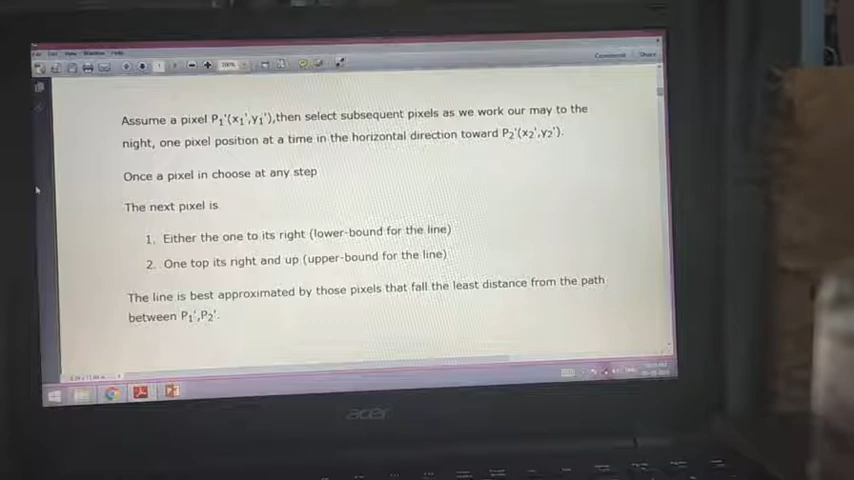 Assume a pixel P1'(x1',y1'),then select subsequent pixels as we work our may to the
night, one pixel position at a time in the horizontal direction toward P2'(x2',y2').
Once a pixel in choose at any step
The next pixel is
1. Either the one to its right (lower-bound for the line)
2. One top its right and up (upper-bound for the line)
The line is best approximated by those pixels that fall the least distance from the path
between P1',P2'.
acer